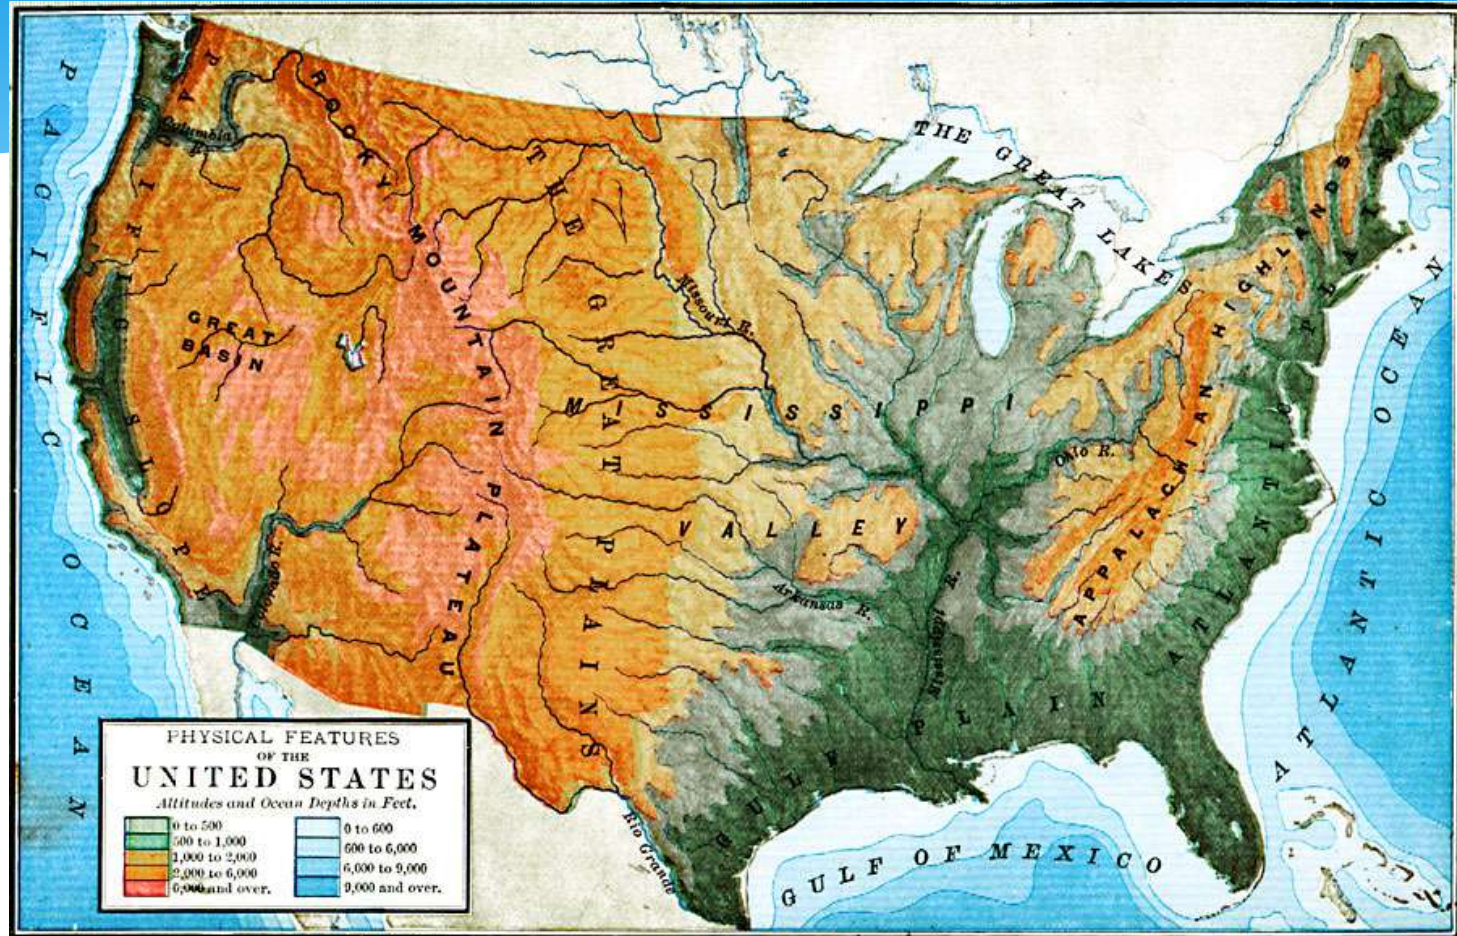 PACIFIC OCEAN
PACIFIC SLOPE
Columbia R.
ROCKY MOUNTAIN PLATEAU
GREAT
BASIN
Colorado R.
THE GREAT PLAINS
Missouri R.
MISSISSIPPI
VALLEY
Arkansas R.
Mississippi R.
Ohio R.
THE GREAT LAKES
APPALACHIAN HIGHLANDS
ATLANTIC PLAIN
GULF PLAIN
Rio Grande
GULF OF MEXICO
ATLANTIC OCEAN
PHYSICAL FEATURES
OF THE
UNITED STATES
Altitudes and Ocean Depths in Feet.
0 to 500
500 to 1,000
1,000 to 2,000
2,000 to 6,000
6,000 and over.
0 to 600
600 to 6,000
6,000 to 9,000
9,000 and over.